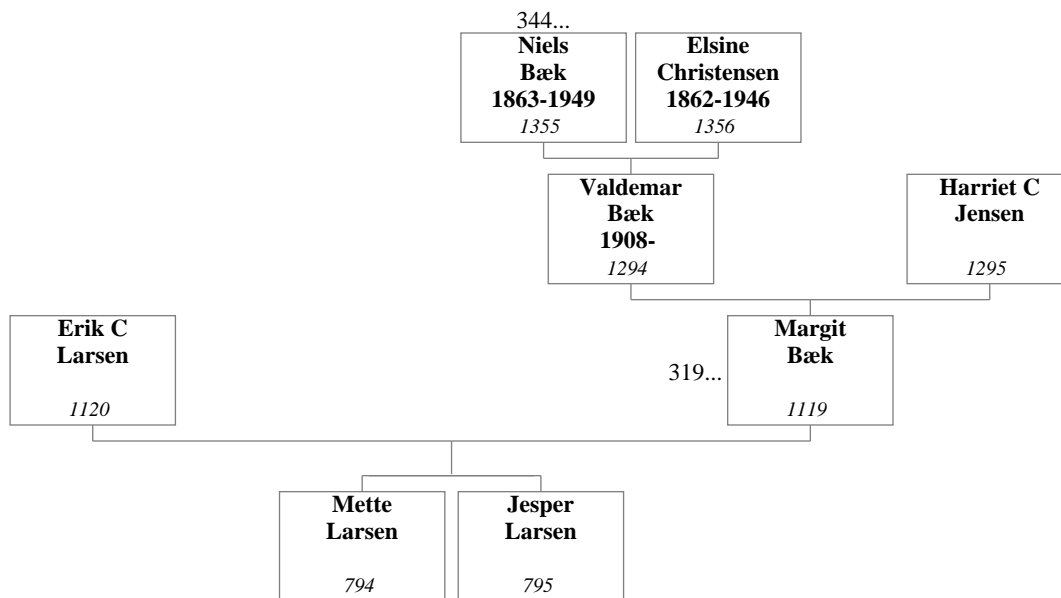 344...
Niels
Bæk
1863-1949
1355
Elsine
Christensen
1862-1946
1356
Valdemar
Bæk
1908-
1294
Harriet C
Jensen
1295
Erik C
Larsen
1120
319...
Margit
Bæk
1119
Mette
Larsen
794
Jesper
Larsen
795